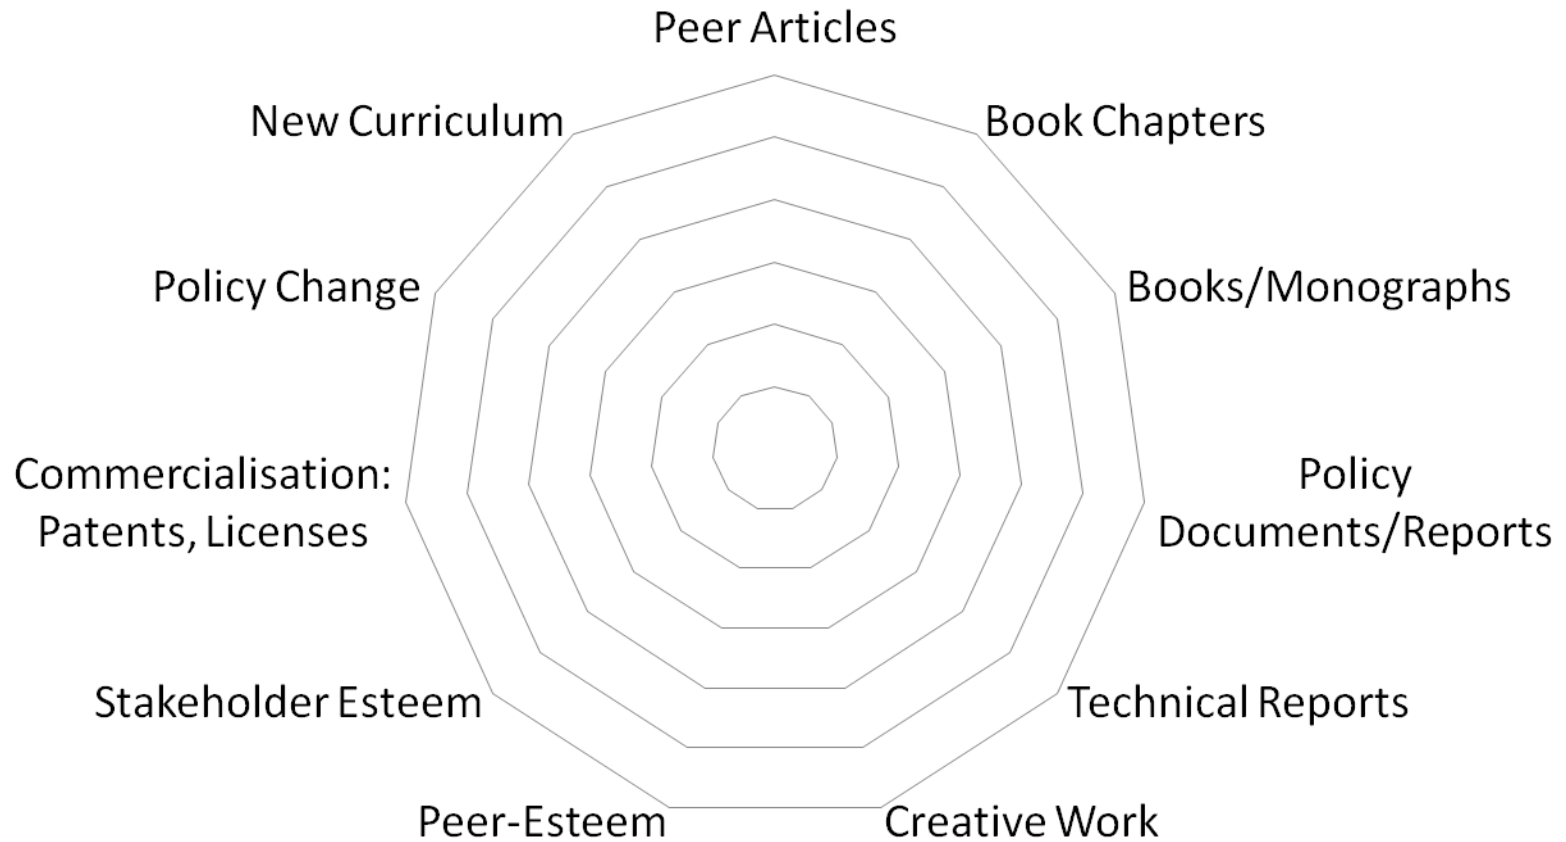 Peer Articles
New Curriculum
Book Chapters
Policy Change
Books/Monographs
Commercialisation:
Patents, Licenses
Policy
Documents/Reports
Stakeholder Esteem
Technical Reports
Peer-Esteem
Creative Work